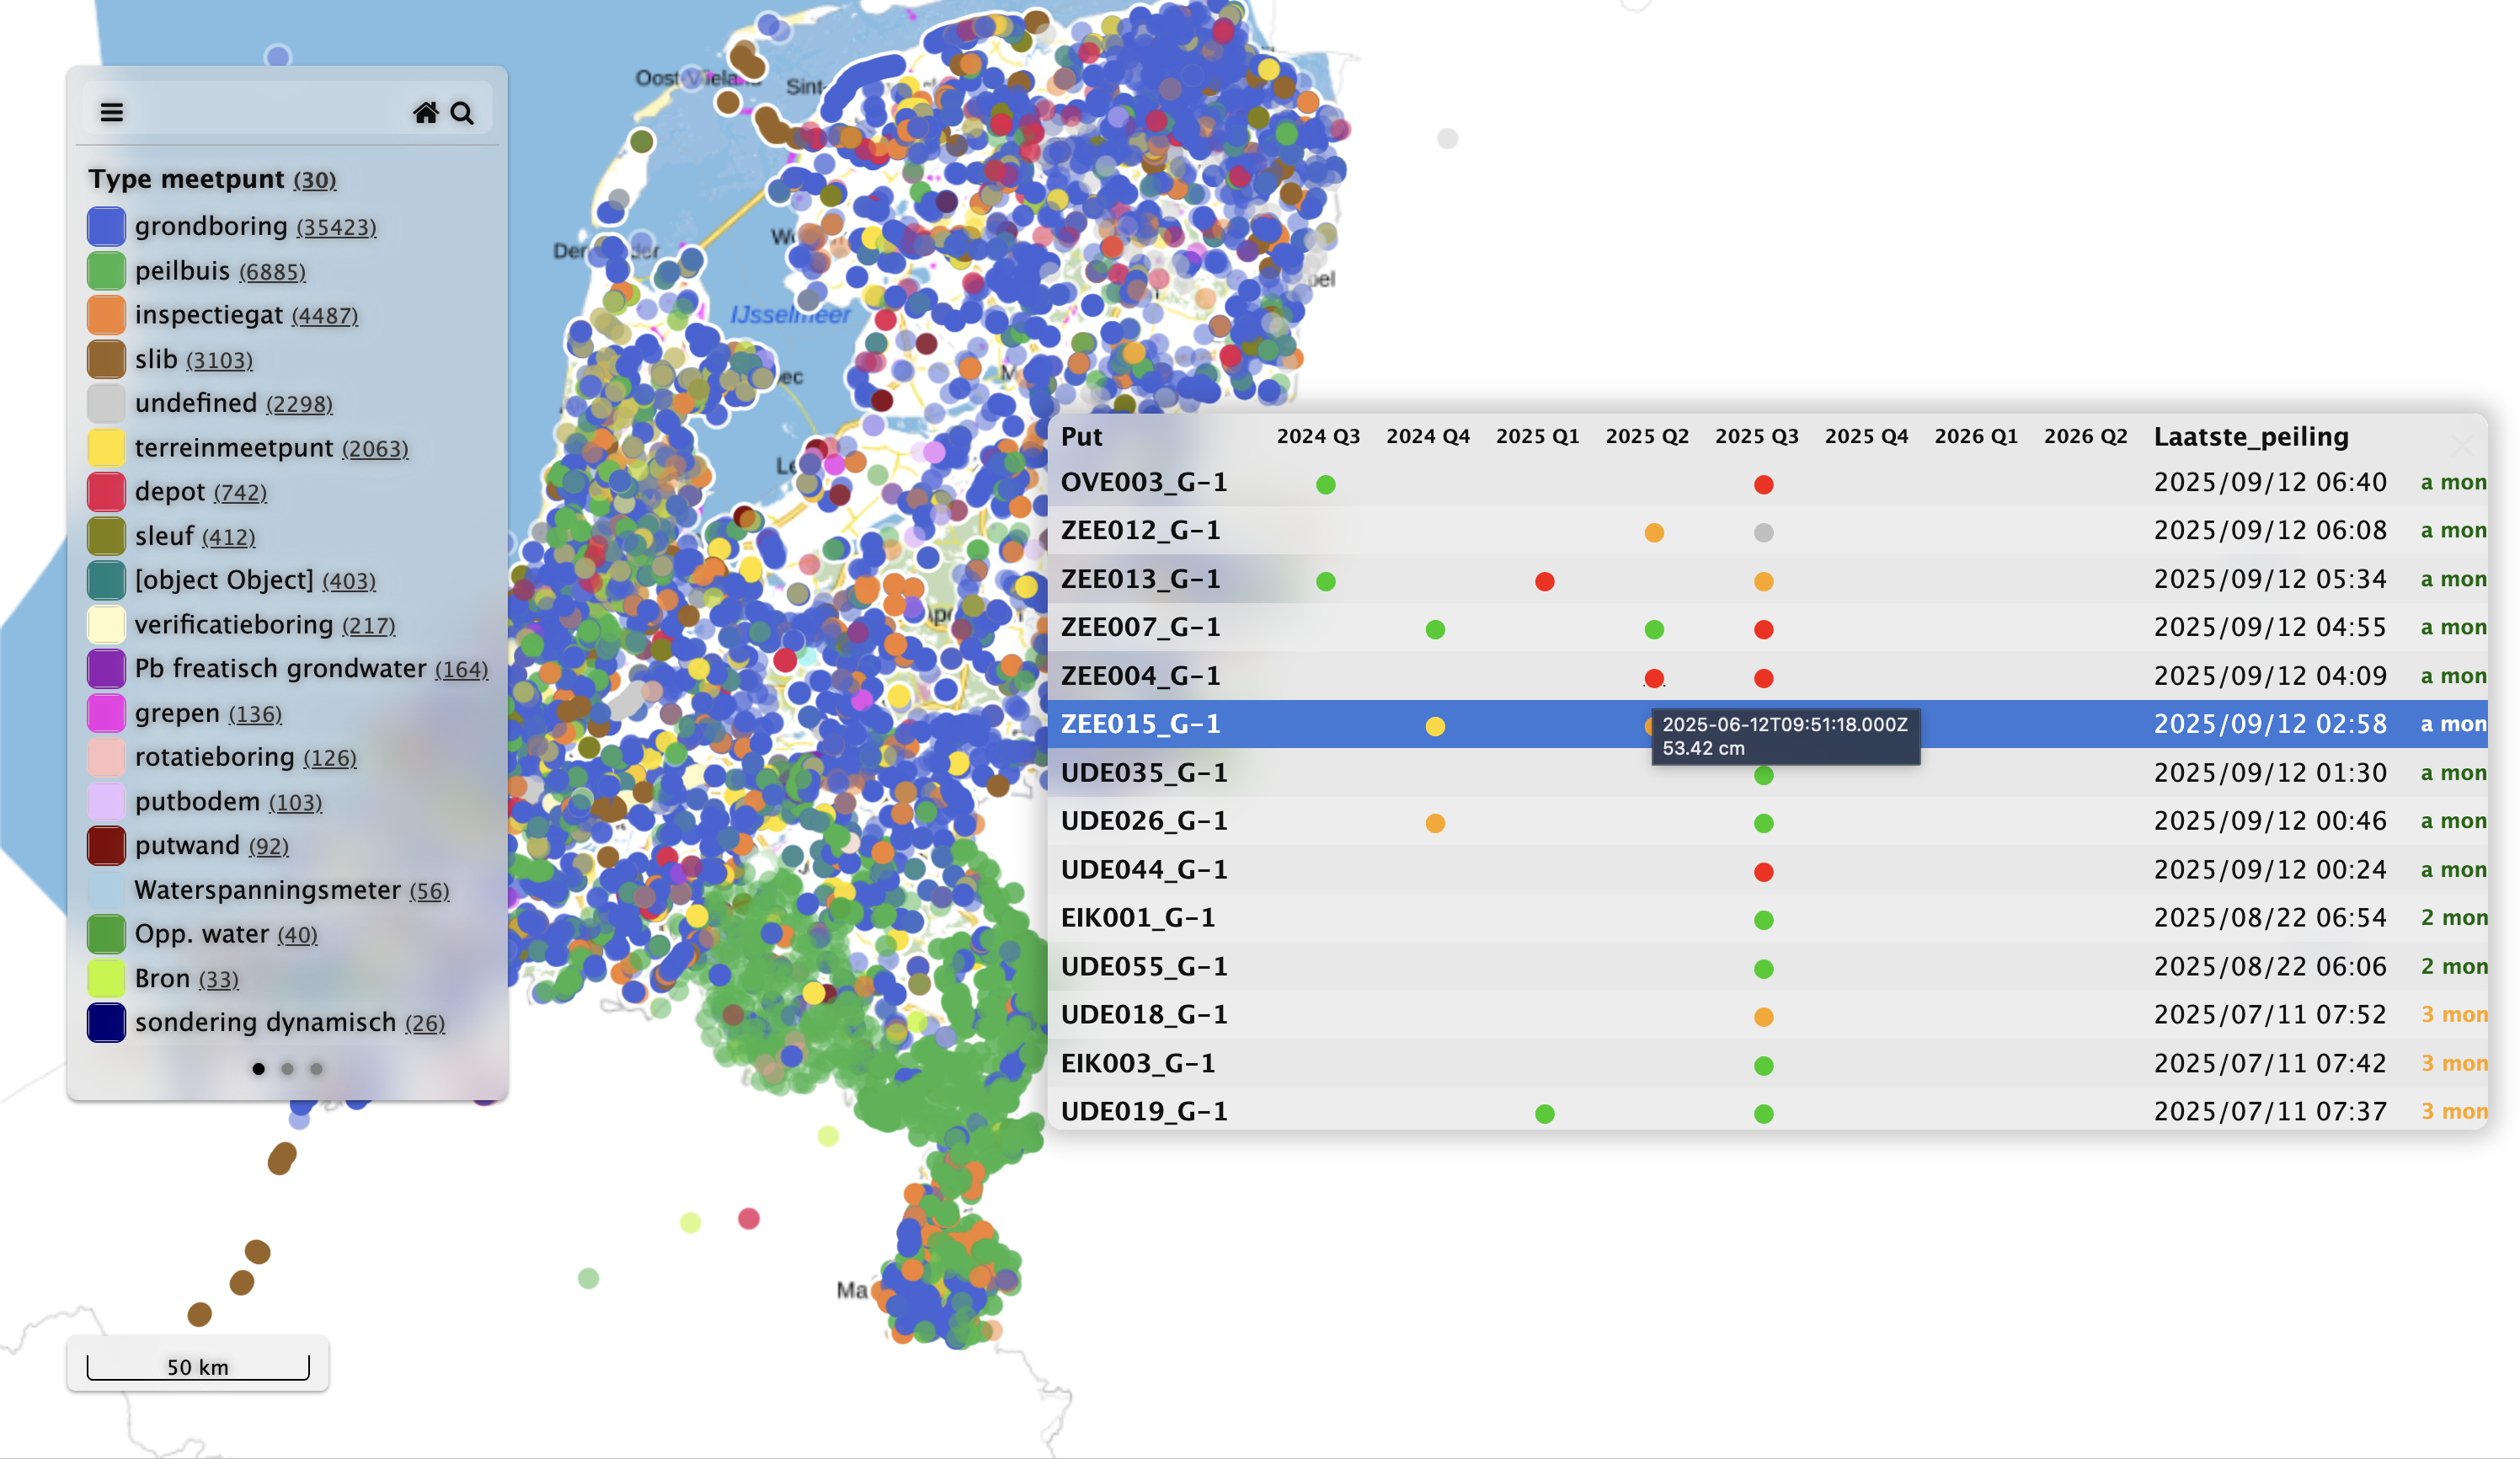 Type meetpunt (30)
grondboring (35423)
peilbuis (6885)
inspectiegat (4487)
slib (3103)
undefined (2298)
terreinmeetpunt (2063)
depot (742)
sleuf (412)
[object Object] (403)
verificatieboring (217)
Pb freatisch grondwater (164)
grepen (136)
rotatieboring (126)
putbodem (103)
putwand (92)
Waterspanningsmeter (56)
Opp. water (40)
Bron (33)
sondering dynamisch (26)
50 km
IJsselmeer
Put 2024 Q3 2024 Q4 2025 Q1 2025 Q2 2025 Q3 2025 Q4 2026 Q1 2026 Q2 Laatste_peiling
OVE003_G-1 2025/09/12 06:40 a mon
ZEE012_G-1 2025/09/12 06:08 a mon
ZEE013_G-1 2025/09/12 05:34 a mon
ZEE007_G-1 2025/09/12 04:55 a mon
ZEE004_G-1 2025/09/12 04:09 a mon
ZEE015_G-1 2025/09/12 02:58 a mon
2025-06-12T09:51:18.000Z
53.42 cm
UDE035_G-1 2025/09/12 01:30 a mon
UDE026_G-1 2025/09/12 00:46 a mon
UDE044_G-1 2025/09/12 00:24 a mon
EIK001_G-1 2025/08/22 06:54 2 mon
UDE055_G-1 2025/08/22 06:06 2 mon
UDE018_G-1 2025/07/11 07:52 3 mon
EIK003_G-1 2025/07/11 07:42 3 mon
UDE019_G-1 2025/07/11 07:37 3 mon